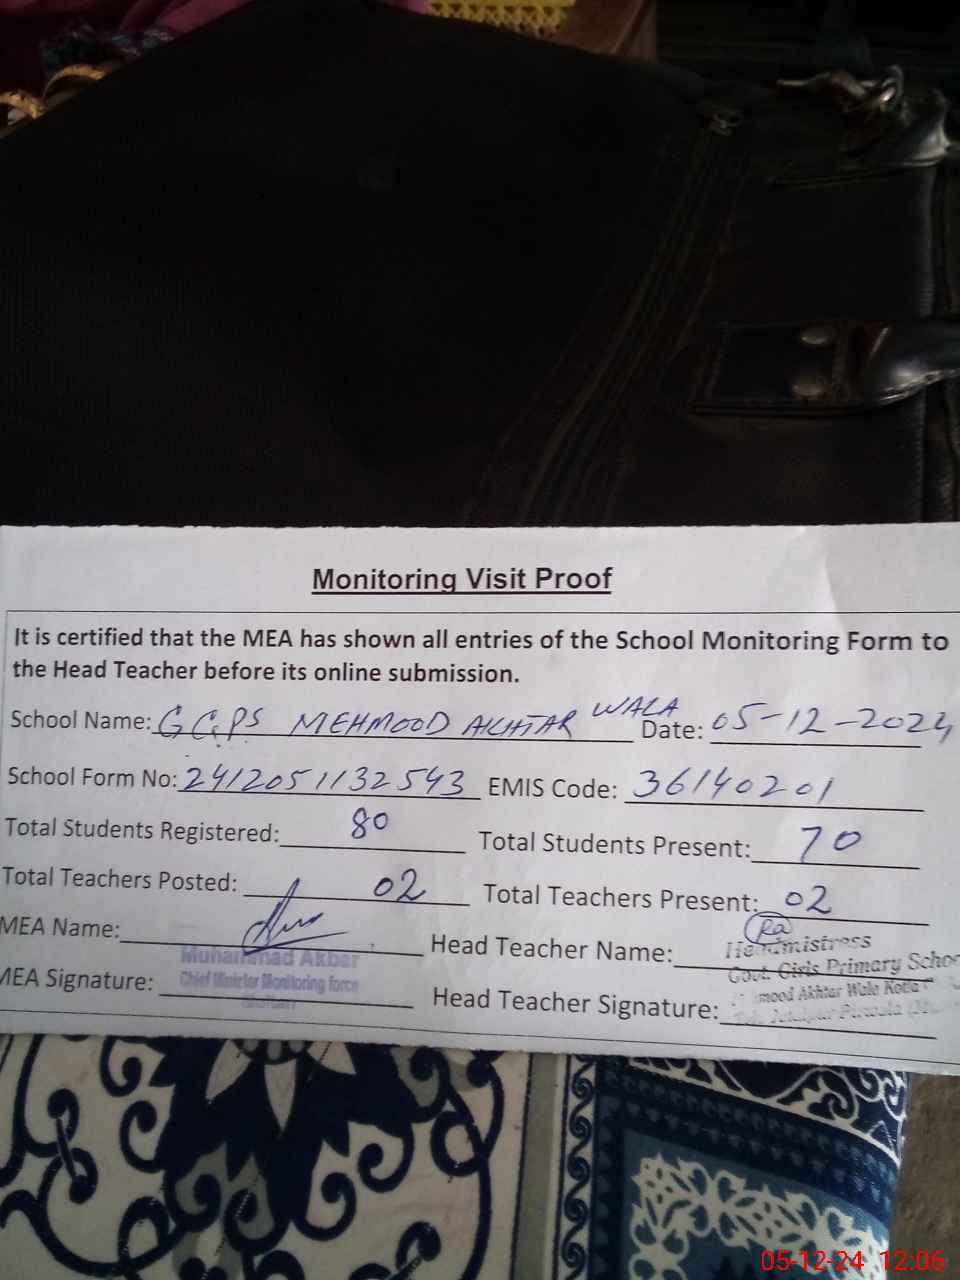 Monitoring Visit Proof
It is certified that the MEA has shown all entries of the School Monitoring Form to
the Head Teacher before its online submission.
School Name: GGPS MEHMOOD AKHTAR WALA Date: 05-12-2024
School Form No: 2412051132543 EMIS Code: 36140201
Total Students Registered: 80 Total Students Present: 70
Total Teachers Posted: 02 Total Teachers Present: 02
MEA Name: Head Teacher Name: Headmistress
Muhammad Akbar Govt. Girls Primary School
MEA Signature: Chief Minister Monitoring force Head Teacher Signature: mood Akhtar Wala Kotla
05-12-24 12:06